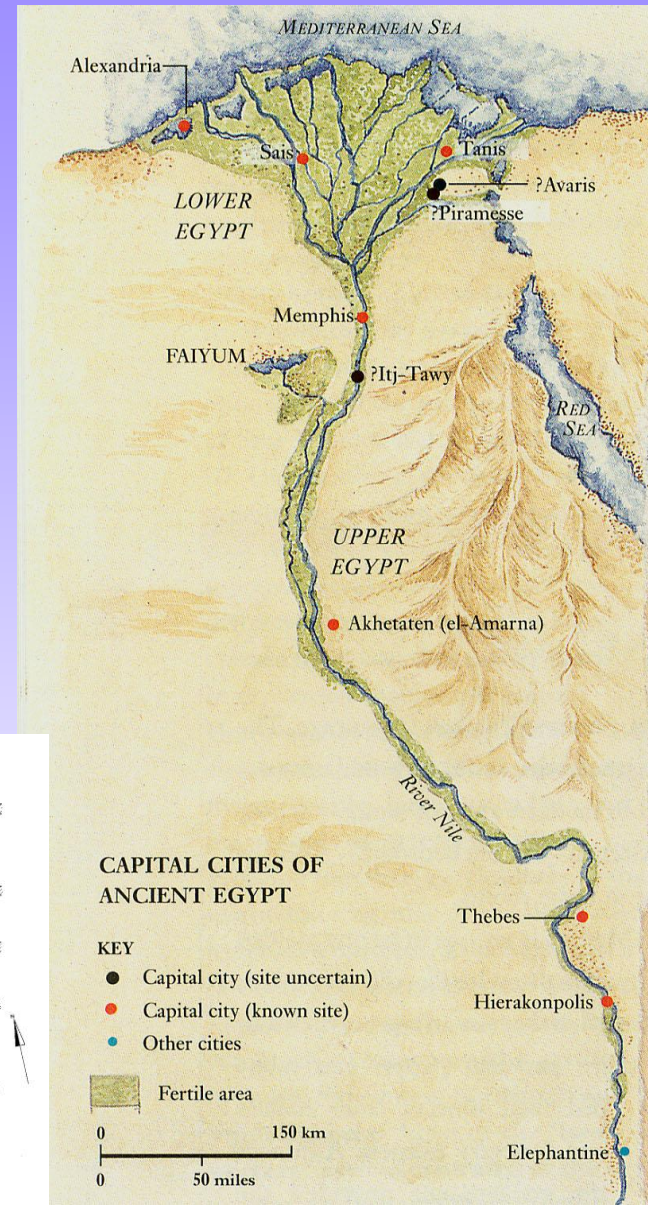 MEDITERRANEAN SEA
Alexandria
Sais
Tanis
?Avaris
?Piramesse
LOWER
EGYPT
Memphis
FAIYUM
?Itj-Tawy
RED
SEA
UPPER
EGYPT
Akhetaten (el-Amarna)
River Nile
CAPITAL CITIES OF
ANCIENT EGYPT
Thebes
KEY
Capital city (site uncertain)
Capital city (known site)
Hierakonpolis
Other cities
Fertile area
0 150 km
Elephantine
0 50 miles